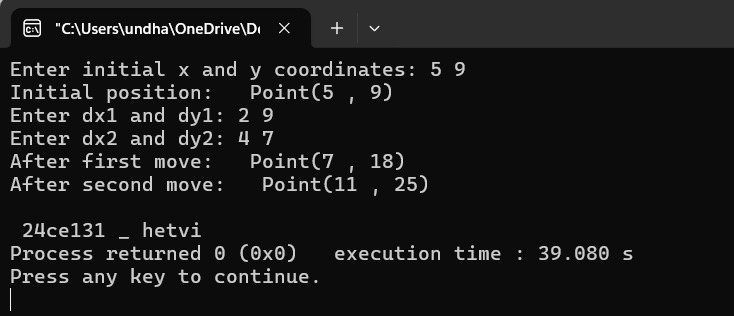 "C:\Users\undha\OneDrive\De
Enter initial x and y coordinates: 5 9
Initial position:   Point(5 , 9)
Enter dx1 and dy1: 2 9
Enter dx2 and dy2: 4 7
After first move:   Point(7 , 18)
After second move:   Point(11 , 25)
 24ce131 _ hetvi
Process returned 0 (0x0)   execution time : 39.080 s
Press any key to continue.